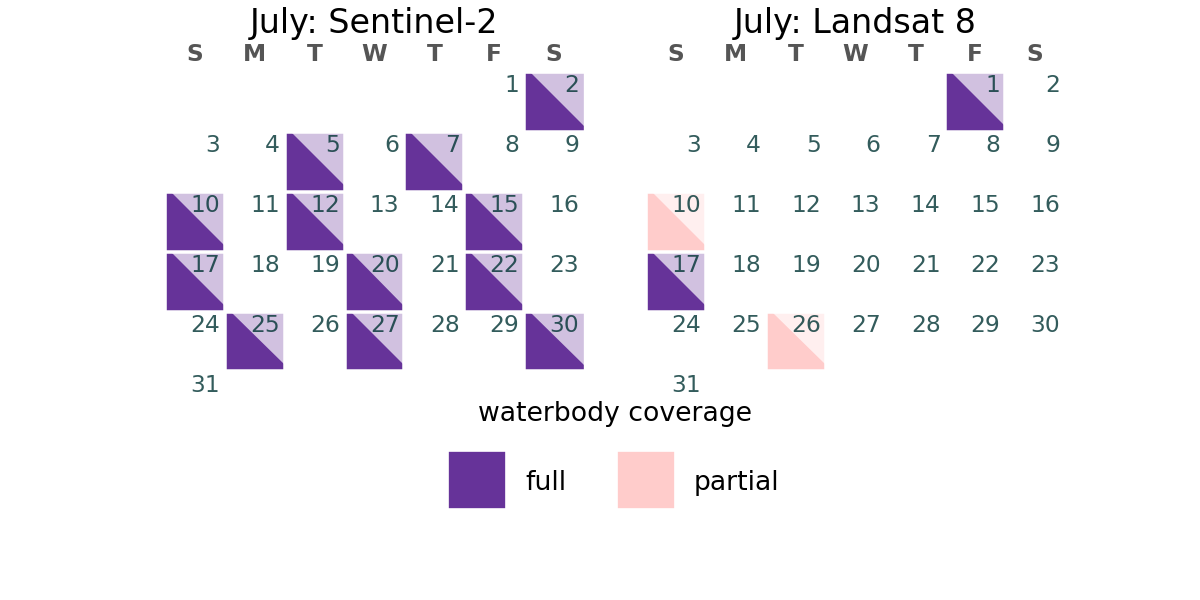 July: Sentinel-2
S M T W T F S
1 2
3 4 5 6 7 8 9
10 11 12 13 14 15 16
17 18 19 20 21 22 23
24 25 26 27 28 29 30
31
July: Landsat 8
S M T W T F S
1 2
3 4 5 6 7 8 9
10 11 12 13 14 15 16
17 18 19 20 21 22 23
24 25 26 27 28 29 30
31
waterbody coverage
full
partial